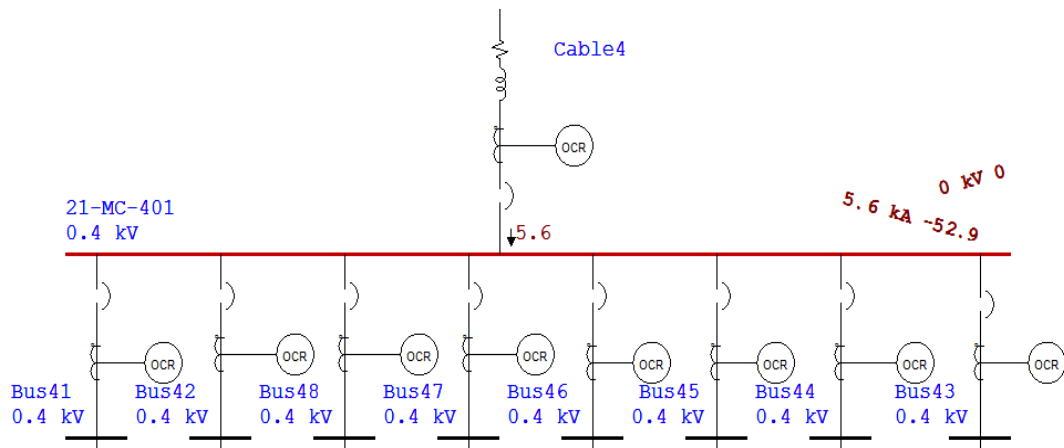 Cable4
OCR
0 kV 0
5.6 kA -52.9
21-MC-401
0.4 kV
5.6
OCR
OCR
OCR
OCR
OCR
OCR
OCR
OCR
Bus41
0.4 kV
Bus42
0.4 kV
Bus48
0.4 kV
Bus47
0.4 kV
Bus46
0.4 kV
Bus45
0.4 kV
Bus44
0.4 kV
Bus43
0.4 kV